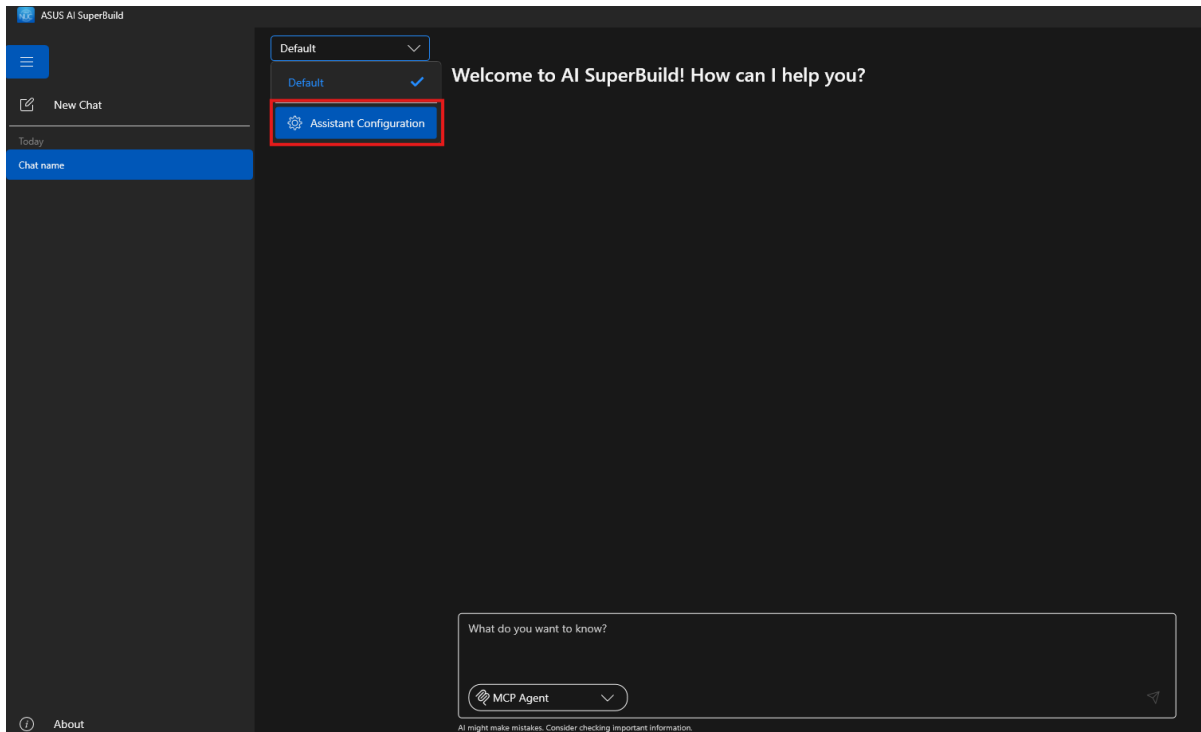 ASUS AI SuperBuild
New Chat
Today
Chat name
About
Default
Default
Assistant Configuration
Welcome to AI SuperBuild! How can I help you?
What do you want to know?
MCP Agent
AI might make mistakes. Consider checking important information.